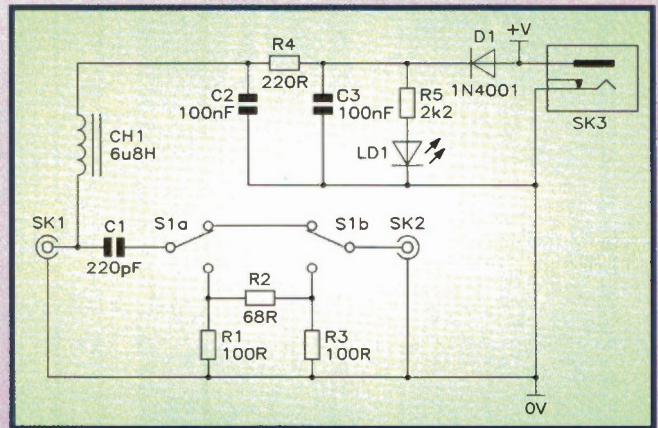 D1
+V
R4
220R
1N4001
C2
100nF
C3
100nF
R5
2k2
SK3
CH1
6u8H
LD1
SK1
C1
220pF
S1a
S1b
SK2
R2
68R
R1
100R
R3
100R
0V